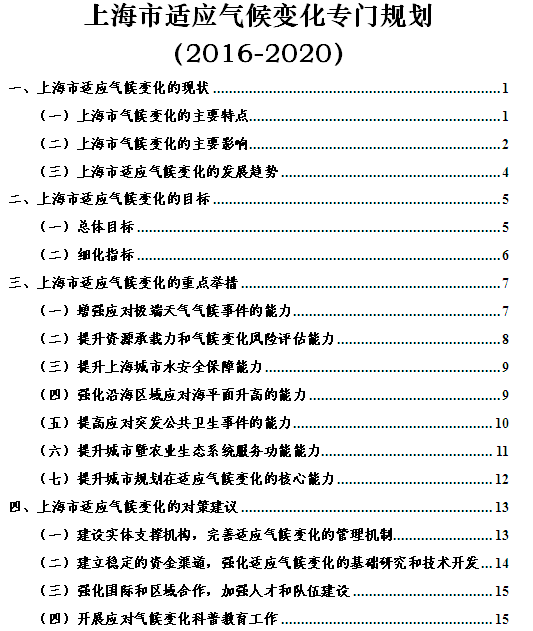 上海市适应气候变化专门规划
（2016-2020）
一、上海市适应气候变化的现状 ........................................ 1
（一）上海市气候变化的主要特点........................................ 1
（二）上海市气候变化的主要影响........................................ 2
（三）上海市适应气候变化的发展趋势 ........................................ 4
二、上海市适应气候变化的目标 ........................................ 5
（一）总体目标 ........................................ 5
（二）细化指标 ........................................ 6
三、上海市适应气候变化的重点举措 ........................................ 7
（一）增强应对极端天气气候事件的能力 ........................................ 7
（二）提升资源承载力和气候变化风险评估能力 ........................................ 8
（三）提升上海城市水安全保障能力 ........................................ 9
（四）强化沿海区域应对海平面升高的能力 ........................................ 9
（五）提高应对突发公共卫生事件的能力 ........................................ 10
（六）提升城市暨农业生态系统服务功能能力........................................ 11
（七）提升城市规划在适应气候变化的核心能力 ........................................ 12
四、上海市适应气候变化的对策建议 ........................................ 13
（一）建设实体支撑机构，完善适应气候变化的管理机制.................... 13
（二）建立稳定的资金渠道，强化适应气候变化的基础研究和技术开发 ... 14
（三）强化国际和区域合作，加强人才和队伍建设 ........................................ 15
（四）开展应对气候变化科普教育工作 ........................................ 15